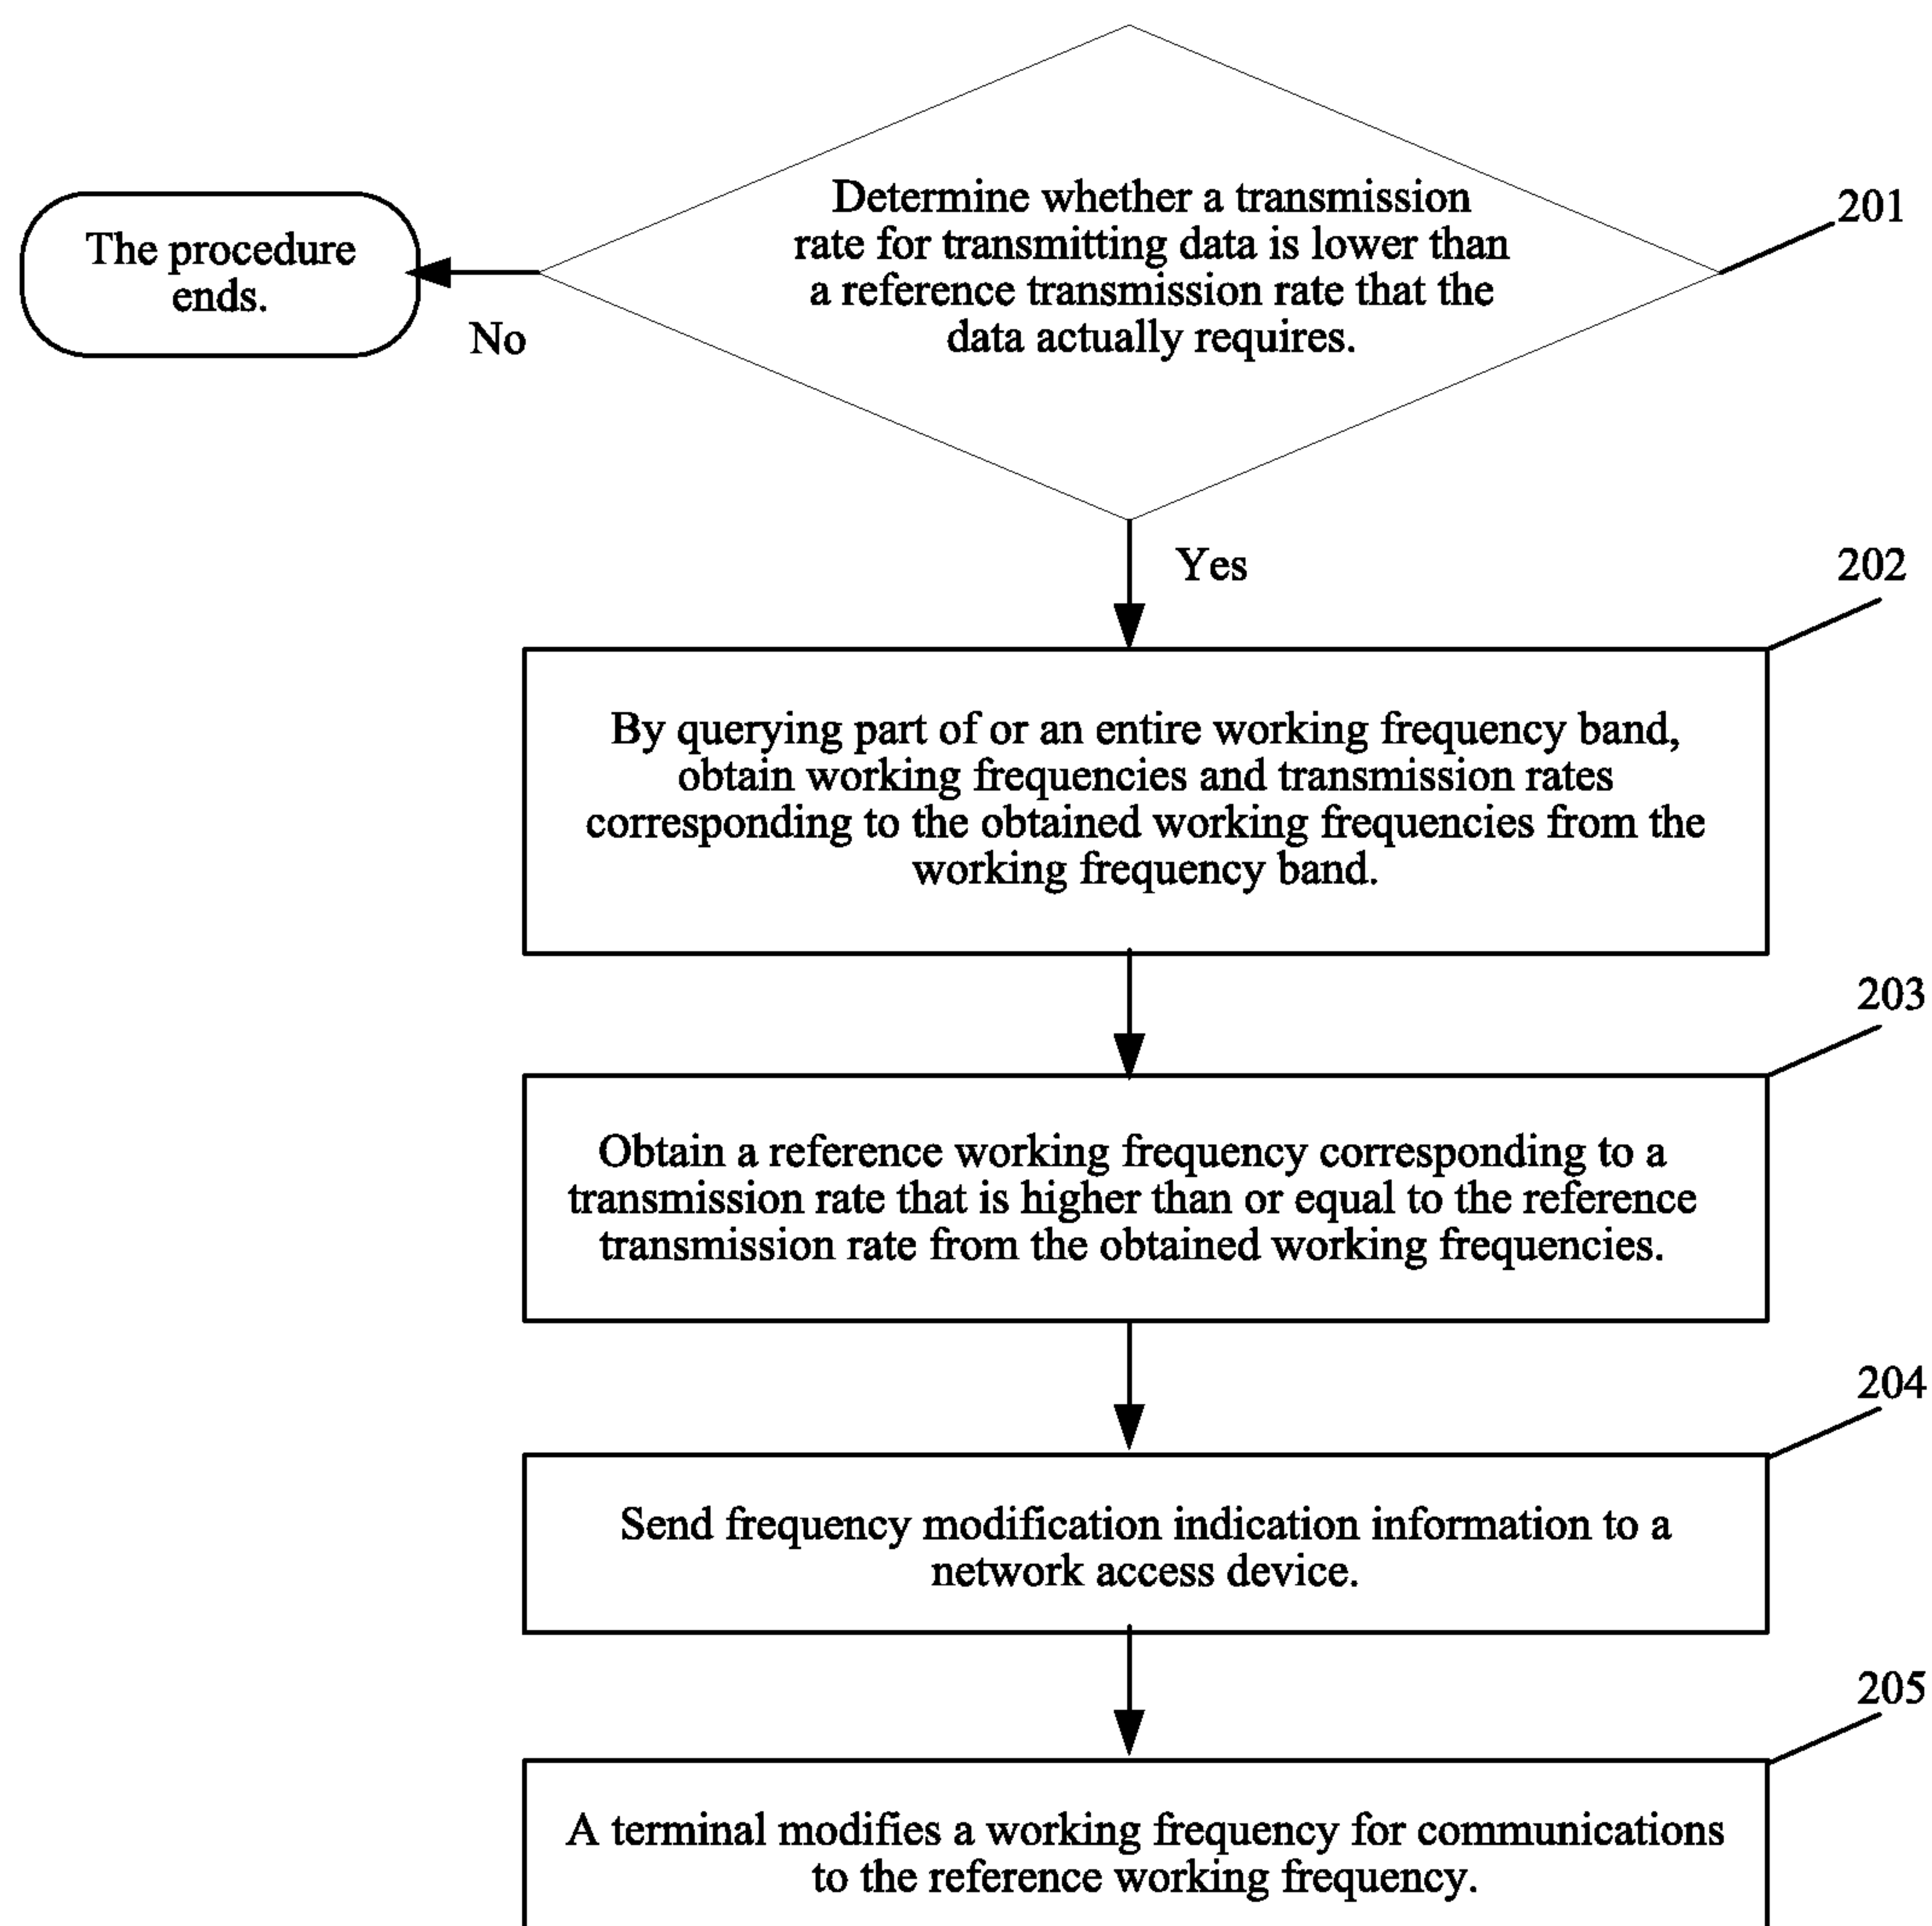 Determine whether a transmission
rate for transmitting data is lower than
a reference transmission rate that the
data actually requires.
201
The procedure
ends.
No
Yes
202
By querying part of or an entire working frequency band,
obtain working frequencies and transmission rates
corresponding to the obtained working frequencies from the
working frequency band.
203
Obtain a reference working frequency corresponding to a
transmission rate that is higher than or equal to the reference
transmission rate from the obtained working frequencies.
204
Send frequency modification indication information to a
network access device.
205
A terminal modifies a working frequency for communications
to the reference working frequency.